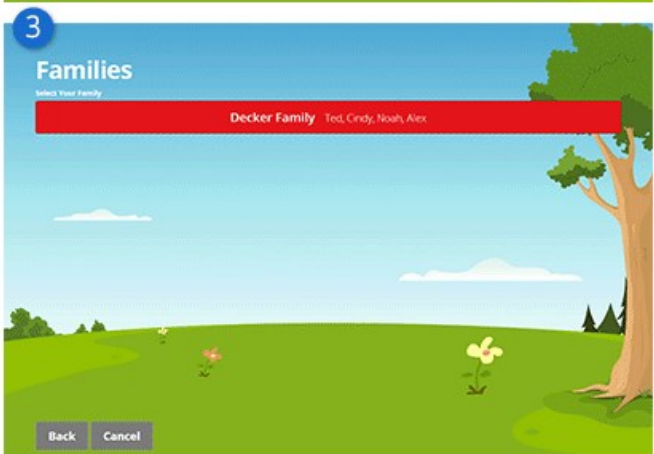 3
Families
Select Your Family
Decker Family Ted, Cindy, Noah, Alex
Back Cancel